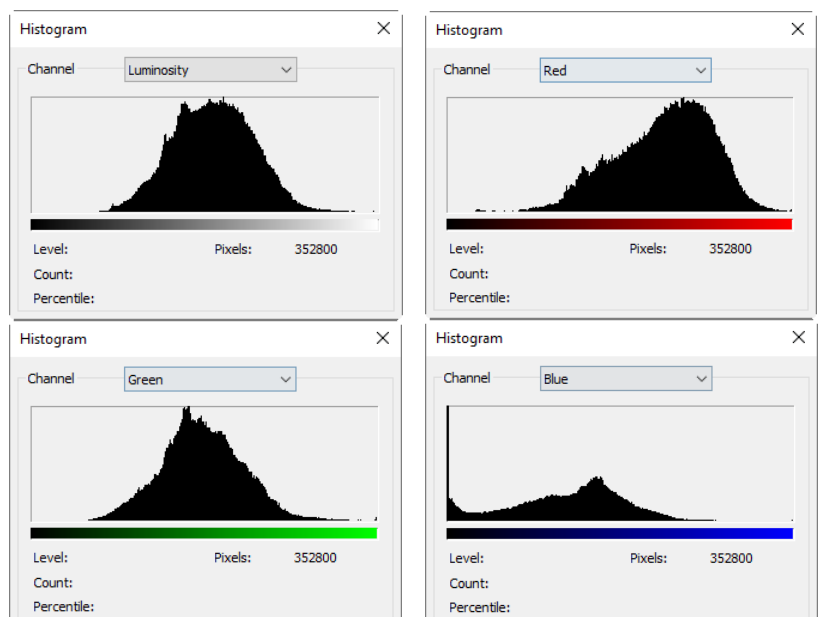 Histogram
Channel Luminosity
Level: Pixels: 352800
Count:
Percentile:
Histogram
Channel Red
Level: Pixels: 352800
Count:
Percentile:
Histogram
Channel Green
Level: Pixels: 352800
Count:
Percentile:
Histogram
Channel Blue
Level: Pixels: 352800
Count:
Percentile: